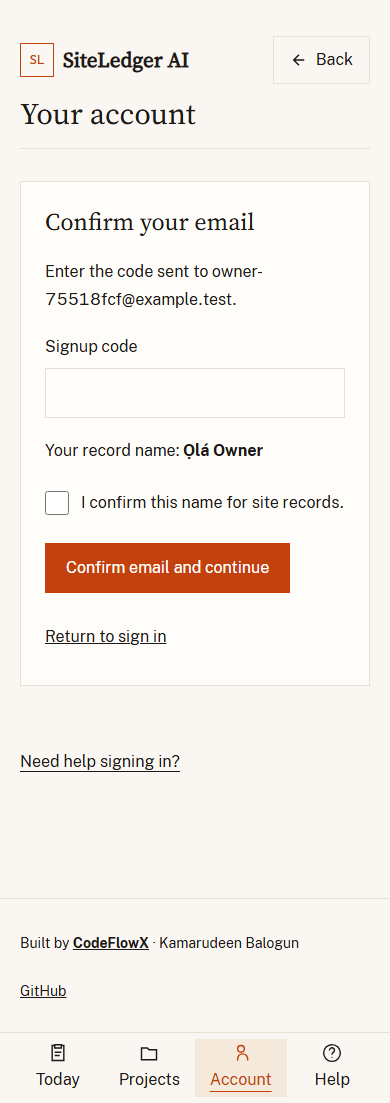 SL SiteLedger AI
← Back
Your account
Confirm your email
Enter the code sent to owner-
75518fcf@example.test.
Signup code
Your record name: Ọlá Owner
I confirm this name for site records.
Confirm email and continue
Return to sign in
Need help signing in?
Built by CodeFlowX · Kamarudeen Balogun
GitHub
Today Projects Account Help